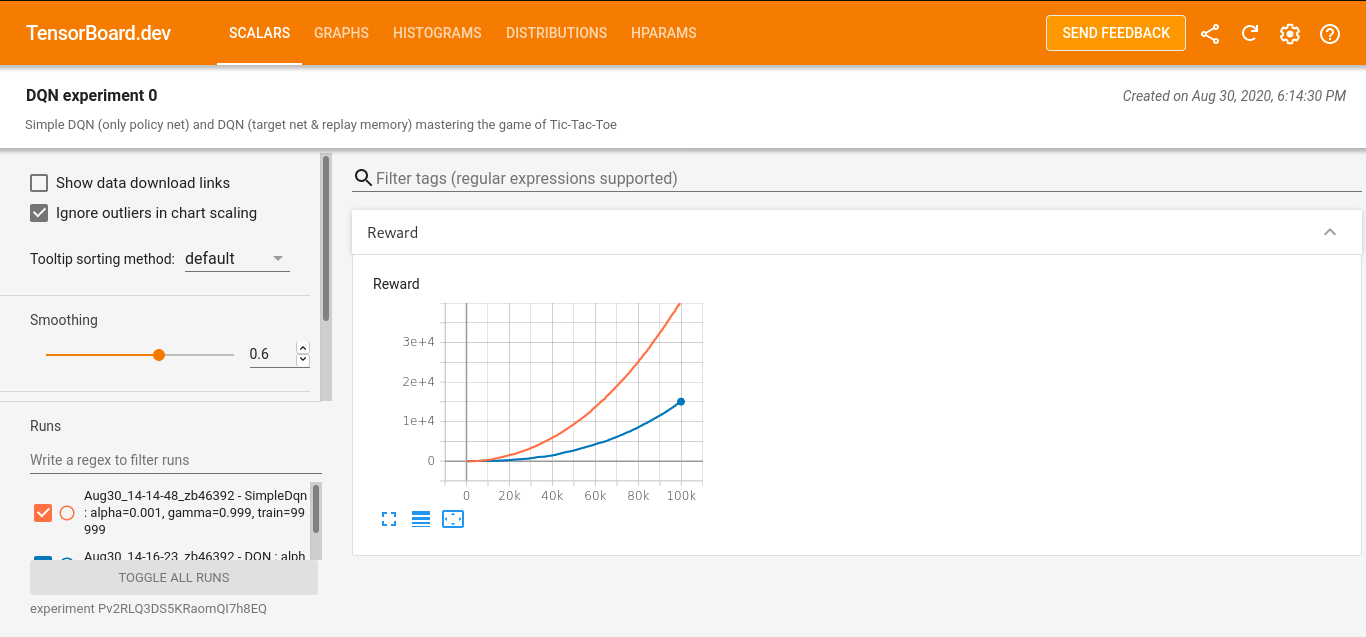 TensorBoard.dev SCALARS GRAPHS HISTOGRAMS DISTRIBUTIONS HPARAMS SEND FEEDBACK
DQN experiment 0
Created on Aug 30, 2020, 6:14:30 PM
Simple DQN (only policy net) and DQN (target net & replay memory) mastering the game of Tic-Tac-Toe
Show data download links
Ignore outliers in chart scaling
Tooltip sorting method: default
Smoothing
0.6
Runs
Write a regex to filter runs
Aug30_14-14-48_zb46392 - SimpleDqn
: alpha=0.001, gamma=0.999, train=99
999
Aug30_14-16-23_zb46392 - DQN : alph
TOGGLE ALL RUNS
experiment Pv2RLQ3DS5KRaomQI7h8EQ
Filter tags (regular expressions supported)
Reward
Reward
3e+4
2e+4
1e+4
0
0 20k 40k 60k 80k 100k